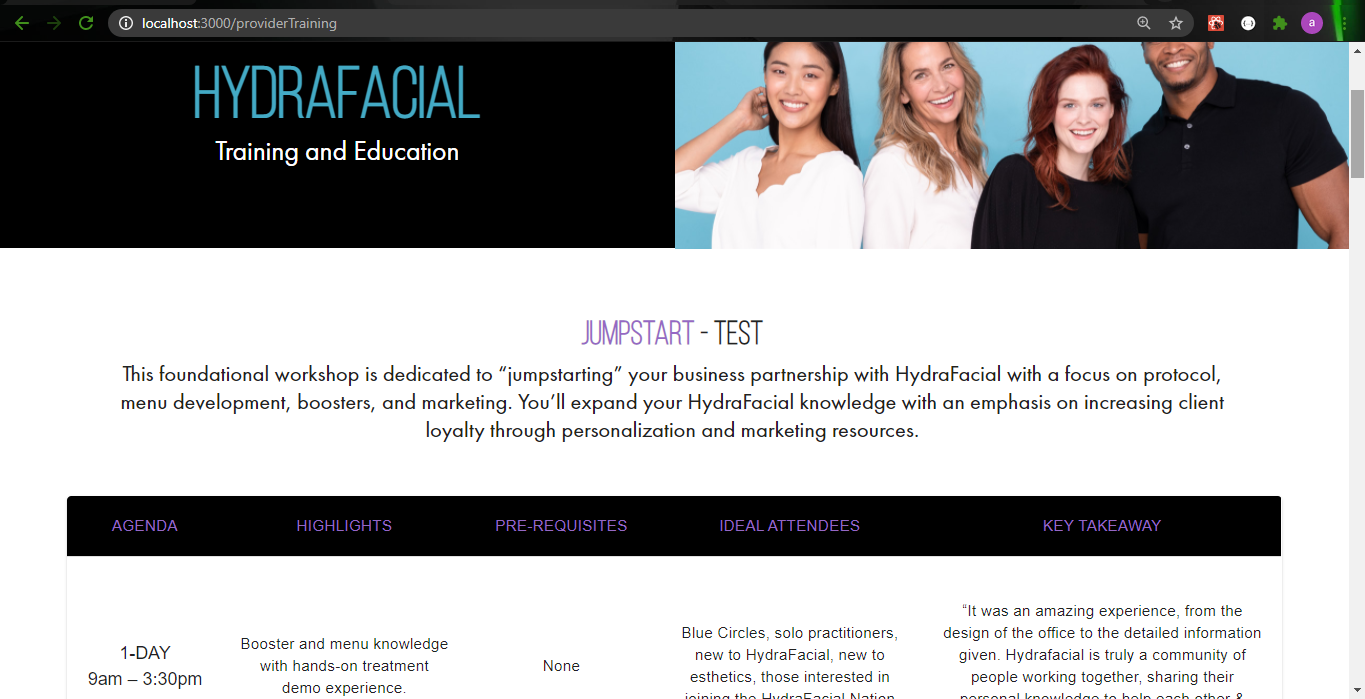 localhost:3000/providerTraining
a
HYDRAFACIAL
Training and Education
JUMPSTART - TEST
This foundational workshop is dedicated to “jumpstarting” your business partnership with HydraFacial with a focus on protocol,
menu development, boosters, and marketing. You’ll expand your HydraFacial knowledge with an emphasis on increasing client
loyalty through personalization and marketing resources.
AGENDA HIGHLIGHTS PRE-REQUISITES IDEAL ATTENDEES KEY TAKEAWAY
1-DAY
9am – 3:30pm
Booster and menu knowledge
with hands-on treatment
demo experience.
None
Blue Circles, solo practitioners,
new to HydraFacial, new to
esthetics, those interested in
joining the HydraFacial Nation
“It was an amazing experience, from the
design of the office to the detailed information
given. Hydrafacial is truly a community of
people working together, sharing their
personal knowledge to help each other &